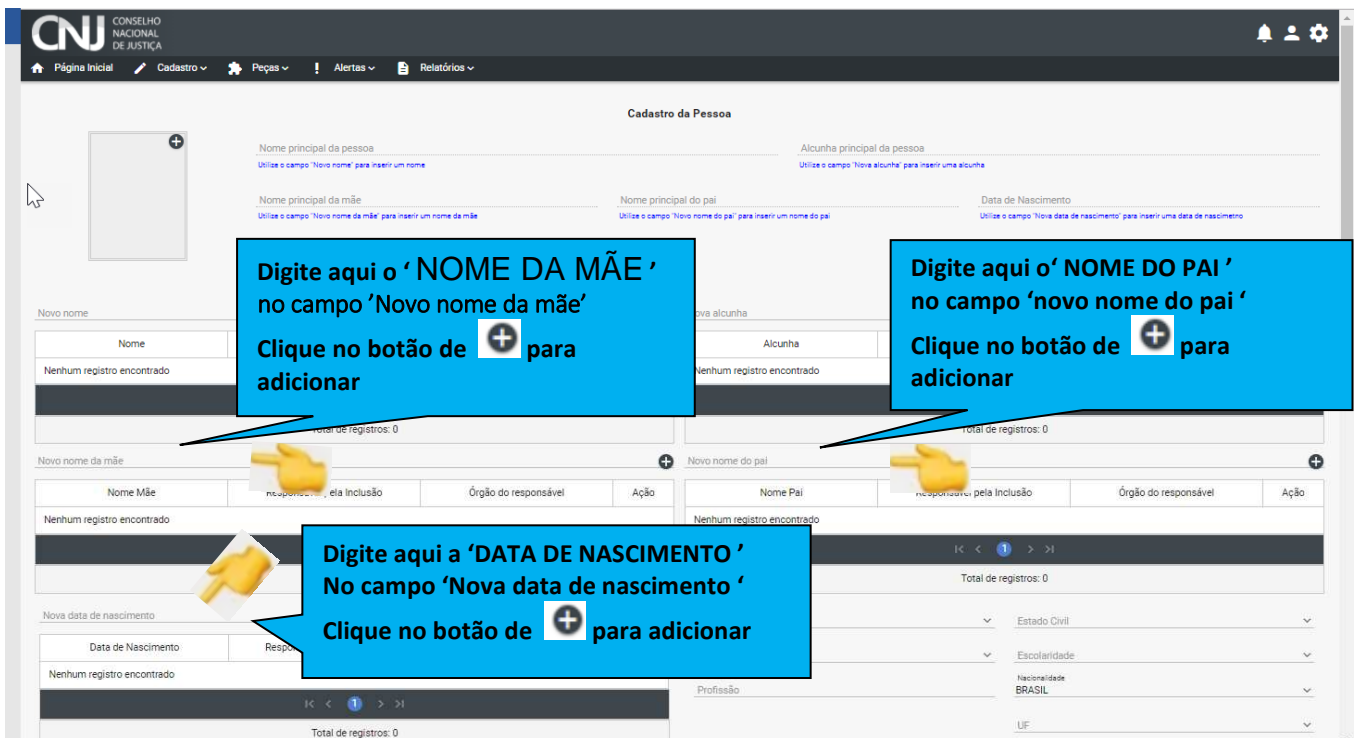 CNJ CONSELHO
NACIONAL
DE JUSTIÇA
Página Inicial Cadastro Peças Alertas Relatórios
Cadastro da Pessoa
Nome principal da pessoa
Utilize o campo 'Novo nome' para inserir um nome
Alcunha principal da pessoa
Utilize o campo 'Nova alcunha' para inserir uma alcunha
Nome principal da mãe
Utilize o campo 'Novo nome da mãe' para inserir um nome da mãe
Nome principal do pai
Utilize o campo 'Novo nome do pai' para inserir um nome do pai
Data de Nascimento
Utilize o campo 'Nova data de nascimento' para inserir uma data de nascimetno
Digite aqui o ‘ NOME DA MÃE ’
no campo ’Novo nome da mãe’
Clique no botão de para
adicionar
Digite aqui o‘ NOME DO PAI ’
no campo ‘novo nome do pai ‘
Clique no botão de para
adicionar
Novo nome
ova alcunha
Nome
Alcunha
Nenhum registro encontrado
Nenhum registro encontrado
Total de registros: 0
Total de registros: 0
Novo nome da mãe
Novo nome do pai
Nome Mãe ela Inclusão Órgão do responsável Ação
Nome Pai Responsável pela Inclusão Órgão do responsável Ação
Nenhum registro encontrado
Nenhum registro encontrado
1
Total de registros: 0
Digite aqui a ‘DATA DE NASCIMENTO ’
No campo ‘Nova data de nascimento ‘
Clique no botão de para adicionar
Nova data de nascimento
Estado Civil
Data de Nascimento Respon
Escolaridade
Nenhum registro encontrado
Profissão
Nacionalidade
BRASIL
1
Total de registros: 0
UF